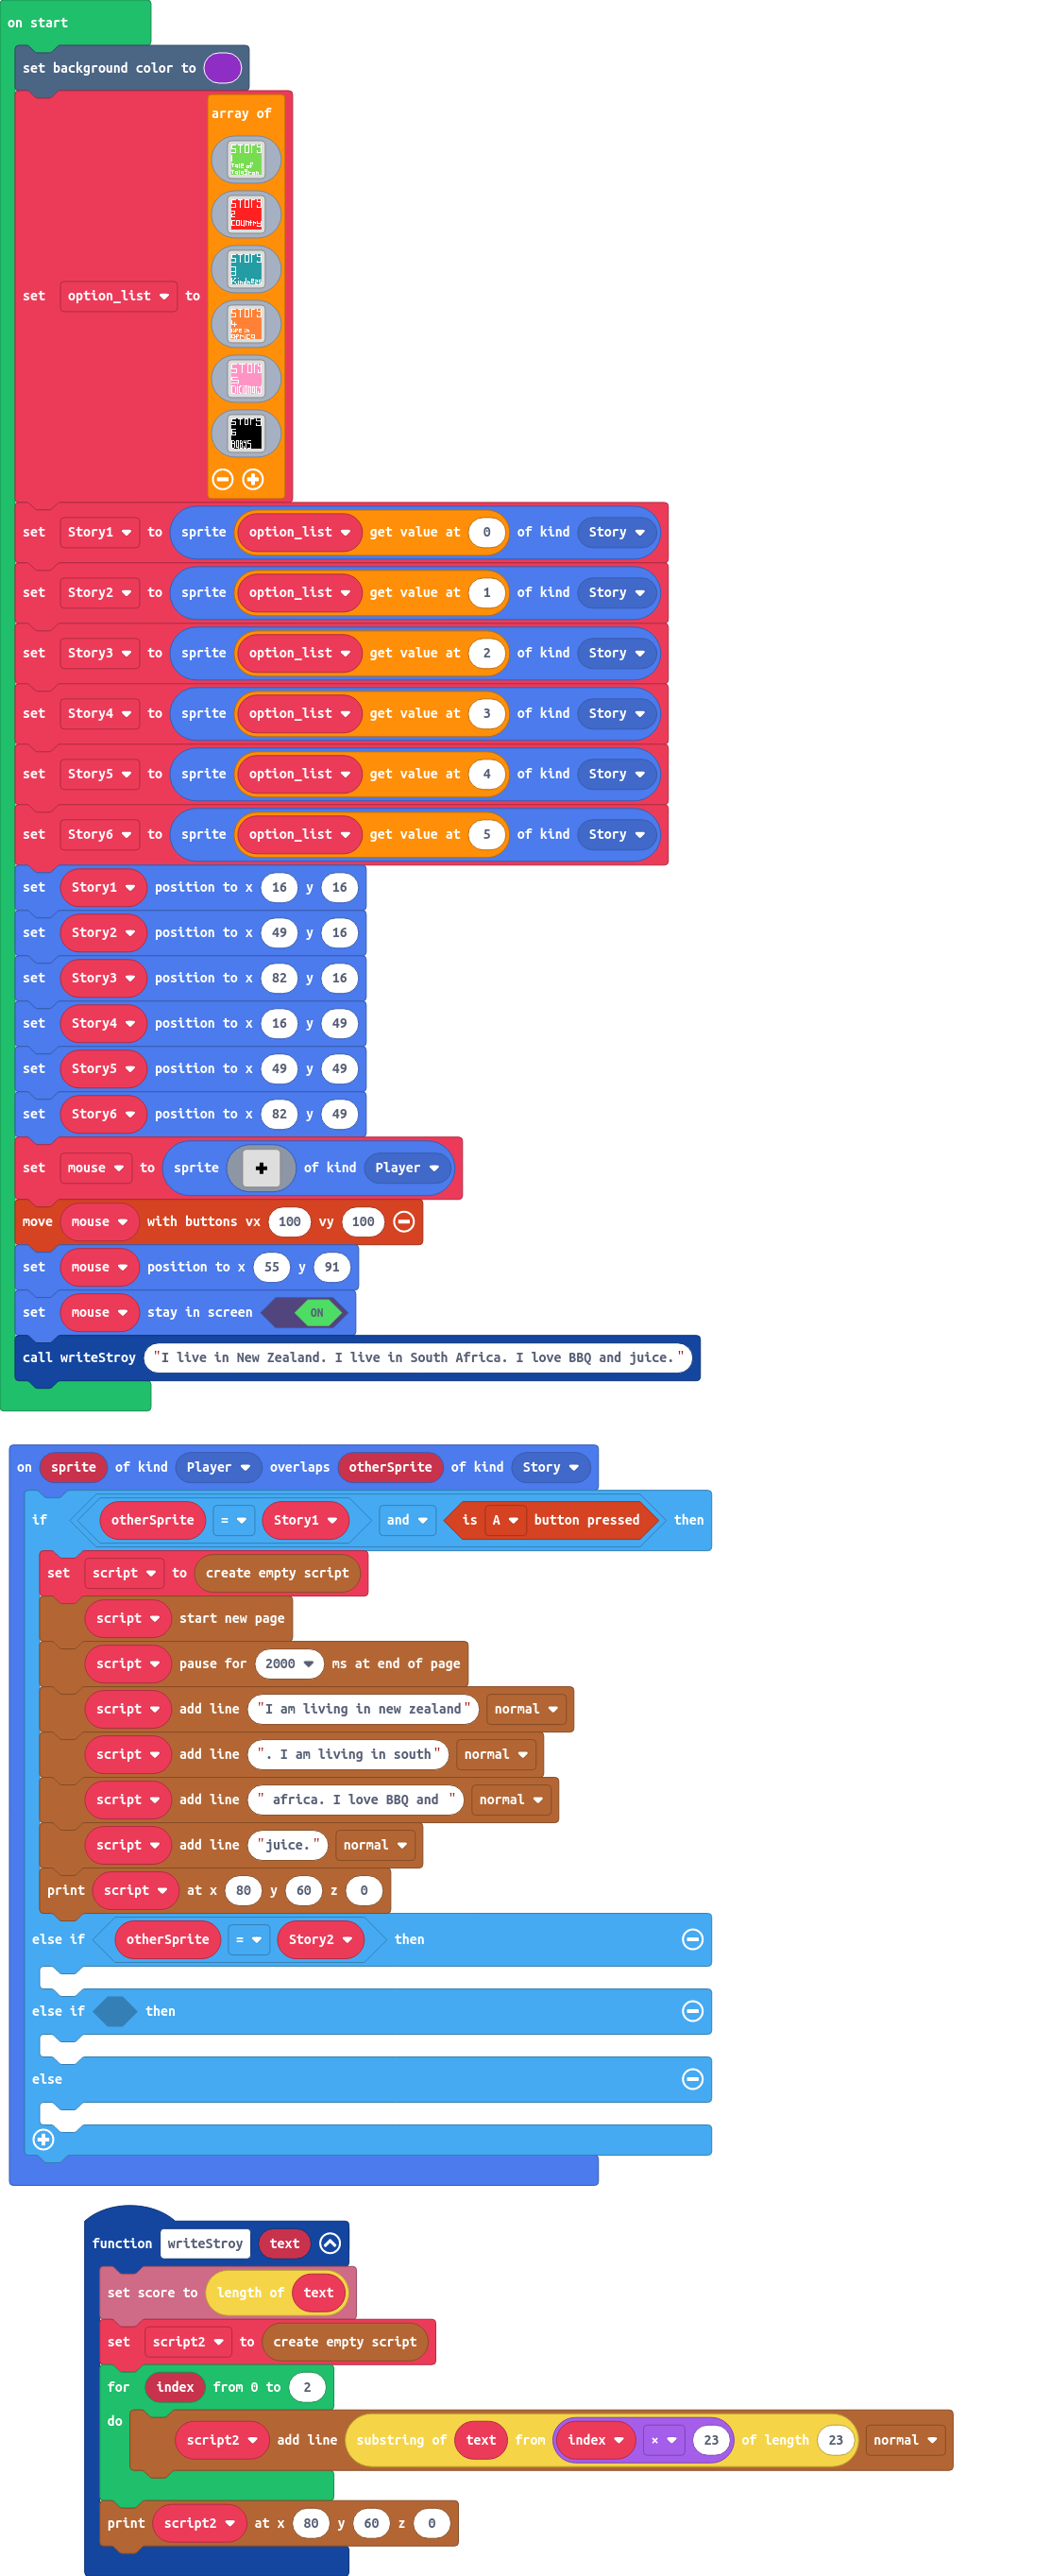 on start
set background color to
array of
Story
1
Story
2
Country
Story
3
Story
4
life in
Story
Story
6
set option_list to
set Story1 to sprite option_list get value at 0 of kind Story
set Story2 to sprite option_list get value at 1 of kind Story
set Story3 to sprite option_list get value at 2 of kind Story
set Story4 to sprite option_list get value at 3 of kind Story
set Story5 to sprite option_list get value at 4 of kind Story
set Story6 to sprite option_list get value at 5 of kind Story
set Story1 position to x 16 y 16
set Story2 position to x 49 y 16
set Story3 position to x 82 y 16
set Story4 position to x 16 y 49
set Story5 position to x 49 y 49
set Story6 position to x 82 y 49
set mouse to sprite of kind Player
move mouse with buttons vx 100 vy 100
set mouse position to x 55 y 91
set mouse stay in screen ON
call writeStroy "I live in New Zealand. I live in South Africa. I love BBQ and juice."
on sprite of kind Player overlaps otherSprite of kind Story
if otherSprite = Story1 and is A button pressed then
set script to create empty script
script start new page
script pause for 2000 ms at end of page
script add line "I am living in new zealand" normal
script add line ". I am living in south" normal
script add line " africa. I love BBQ and " normal
script add line "juice." normal
print script at x 80 y 60 z 0
else if otherSprite = Story2 then
else if then
else
function writeStroy text
set score to length of text
set script2 to create empty script
for index from 0 to 2
do
script2 add line substring of text from index × 23 of length 23 normal
print script2 at x 80 y 60 z 0